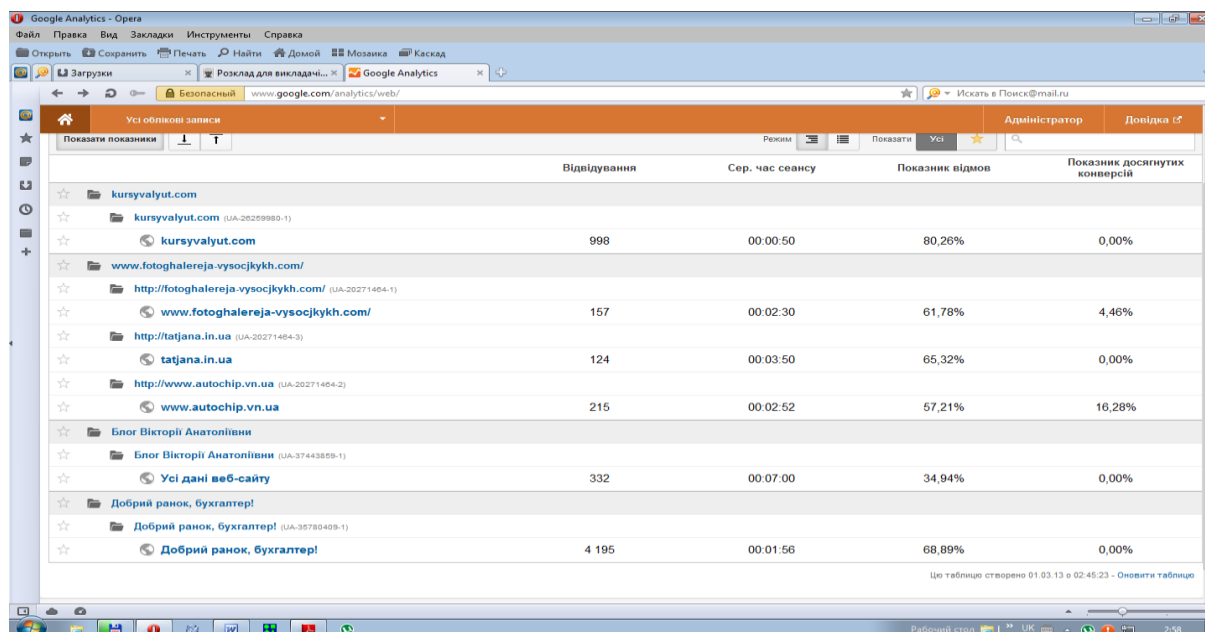 Google Analytics - Opera
Файл Правка Вид Закладки Инструменты Справка
Открыть Сохранить Печать Найти Домой Мозаика Каскад
Загрузки Розклад для викладачі... Google Analytics
Безопасный www.google.com/analytics/web/ Искать в Поиск@mail.ru
Усі облікові записи Адміністратор Довідка
Показати показники Режим Показати Усі
Відвідування Сер. час сеансу Показник відмов Показник досягнутих конверсій
kursyvalyut.com
kursyvalyut.com (UA-26259980-1)
kursyvalyut.com 998 00:00:50 80,26% 0,00%
www.fotoghalereja-vysocjkykh.com/
http://fotoghalereja-vysocjkykh.com/ (UA-20271464-1)
www.fotoghalereja-vysocjkykh.com/ 157 00:02:30 61,78% 4,46%
http://tatjana.in.ua (UA-20271464-3)
tatjana.in.ua 124 00:03:50 65,32% 0,00%
http://www.autochip.vn.ua (UA-20271464-2)
www.autochip.vn.ua 215 00:02:52 57,21% 16,28%
Блог Вікторії Анатоліївни
Блог Вікторії Анатоліївни (UA-37443859-1)
Усі дані веб-сайту 332 00:07:00 34,94% 0,00%
Добрий ранок, бухгалтер!
Добрий ранок, бухгалтер! (UA-35780409-1)
Добрий ранок, бухгалтер! 4 195 00:01:56 68,89% 0,00%
Цю таблицю створено 01.03.13 о 02:45:23 - Оновити таблицю
Рабочий стол UK 2:58